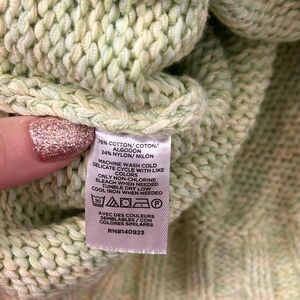 76% COTTON/ COTON/
ALGODÓN
24% NYLON/ NILÓN
MACHINE WASH COLD
DELICATE CYCLE WITH LIKE
COLORS
ONLY NON-CHLORINE
BLEACH WHEN NEEDED
TUMBLE DRY LOW
COOL IRON WHEN NEEDED
AVEC DES COULEURS
SEMBLABLES / CON
COLORES SIMILARES
RN#140923